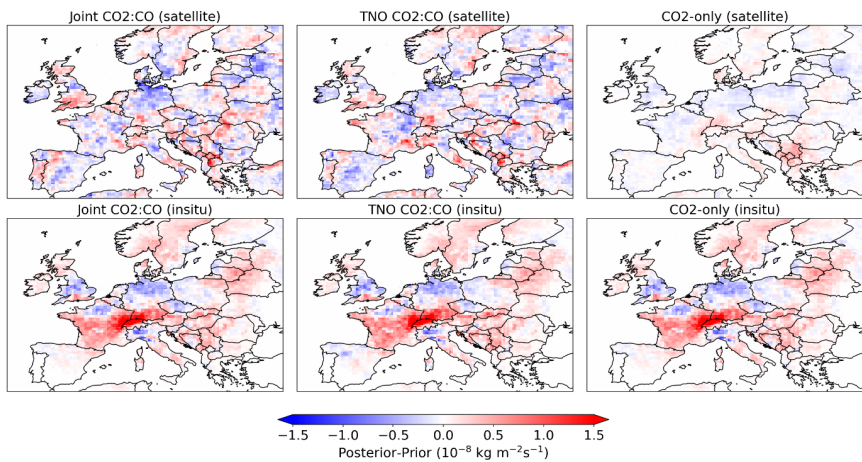 Joint CO2:CO (satellite)
TNO CO2:CO (satellite)
CO2-only (satellite)
Joint CO2:CO (insitu)
TNO CO2:CO (insitu)
CO2-only (insitu)
−1.5 −1.0 −0.5 0.0 0.5 1.0 1.5
Posterior-Prior (10⁻⁸ kg m⁻²s⁻¹)